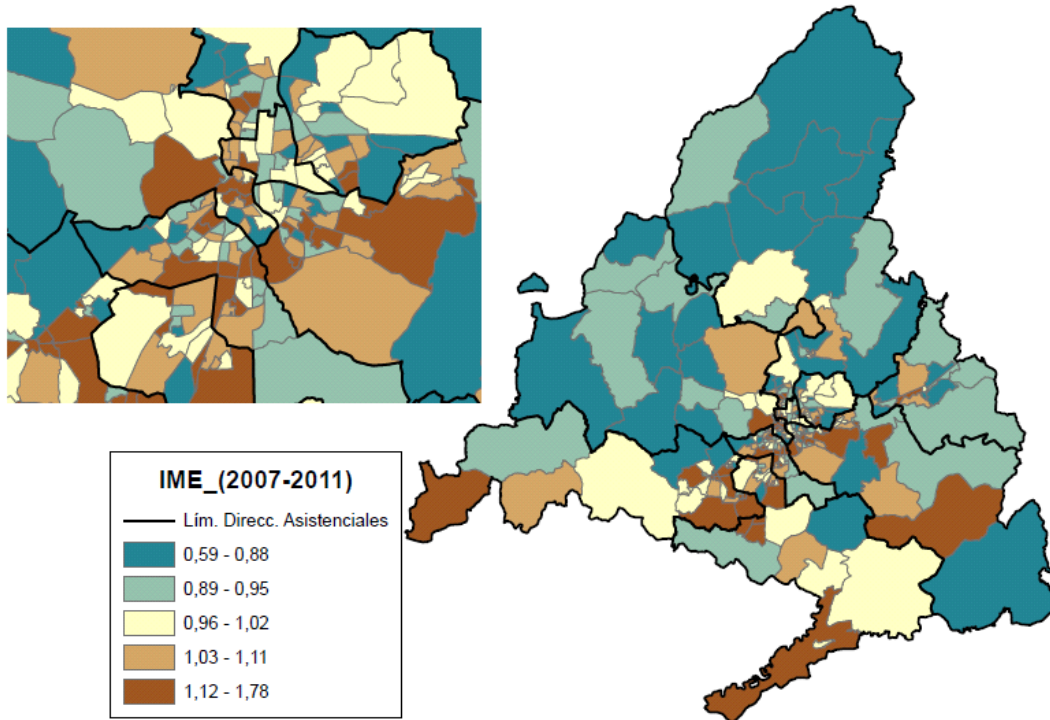 IME_(2007-2011)
Lím. Direcc. Asistenciales
0,59 - 0,88
0,89 - 0,95
0,96 - 1,02
1,03 - 1,11
1,12 - 1,78